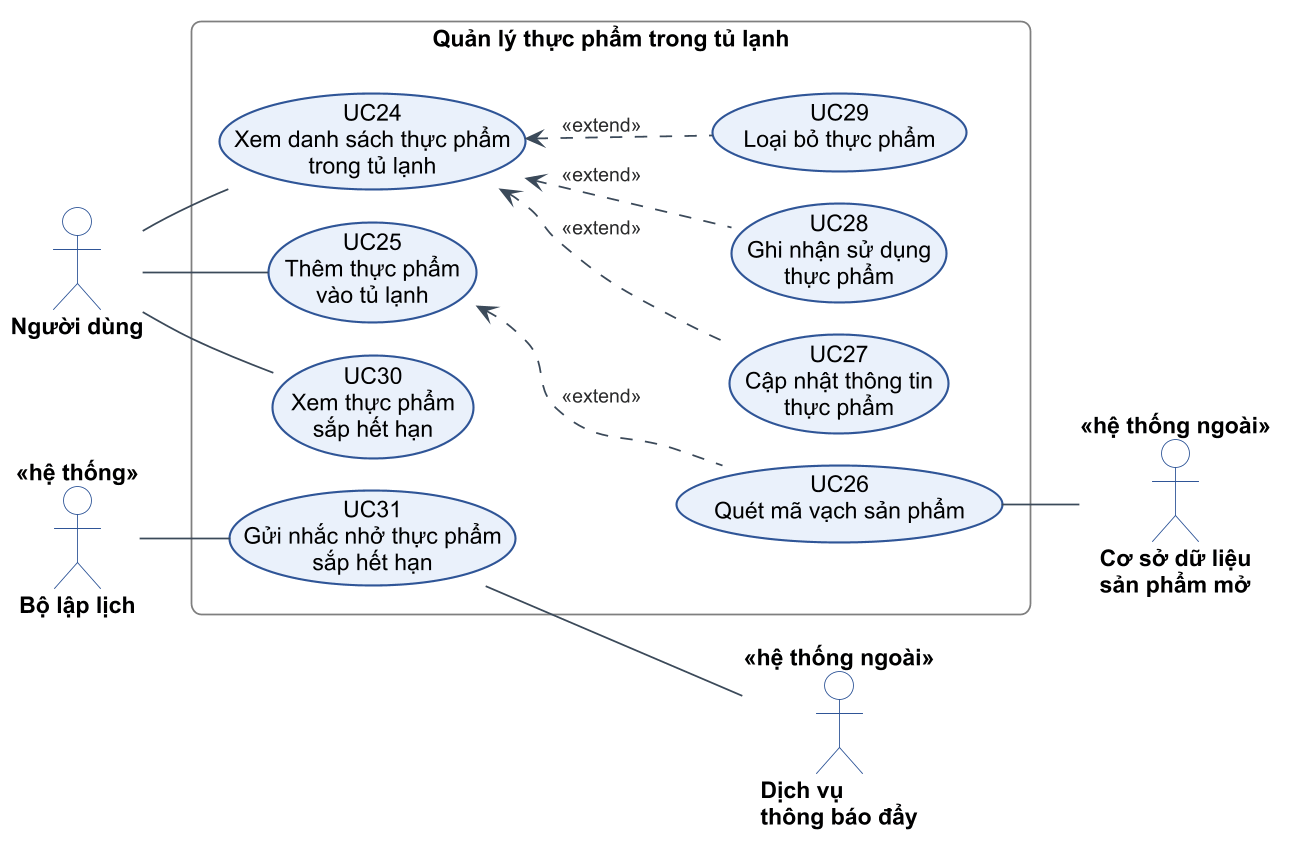 Quản lý thực phẩm trong tủ lạnh
UC24
Xem danh sách thực phẩm
trong tủ lạnh
«extend»
UC29
Loại bỏ thực phẩm
«extend»
UC28
Ghi nhận sử dụng
thực phẩm
«extend»
UC25
Thêm thực phẩm
vào tủ lạnh
Người dùng
UC27
Cập nhật thông tin
thực phẩm
UC30
Xem thực phẩm
sắp hết hạn
«extend»
«hệ thống ngoài»
Cơ sở dữ liệu
sản phẩm mở
«hệ thống»
Bộ lập lịch
UC26
Quét mã vạch sản phẩm
UC31
Gửi nhắc nhở thực phẩm
sắp hết hạn
«hệ thống ngoài»
Dịch vụ
thông báo đẩy